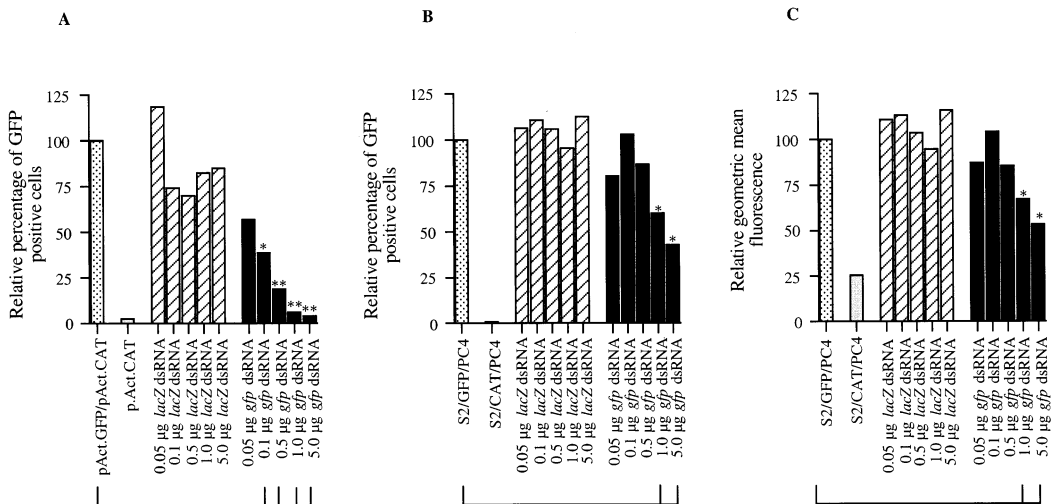 A
Relative percentage of GFP
positive cells
125
100
75
50
25
0
*
**
**
**
pAct.GFP/pAct.CAT
p.Act.CAT
0.05 µg lacZ dsRNA
0.1 µg lacZ dsRNA
0.5 µg lacZ dsRNA
1.0 µg lacZ dsRNA
5.0 µg lacZ dsRNA
0.05 µg gfp dsRNA
0.1 µg gfp dsRNA
0.5 µg gfp dsRNA
1.0 µg gfp dsRNA
5.0 µg gfp dsRNA
B
Relative percentage of GFP
positive cells
125
100
75
50
25
0
*
*
S2/GFP/PC4
S2/CAT/PC4
0.05 µg lacZ dsRNA
0.1 µg lacZ dsRNA
0.5 µg lacZ dsRNA
1.0 µg lacZ dsRNA
5.0 µg lacZ dsRNA
0.05 µg gfp dsRNA
0.1 µg gfp dsRNA
0.5 µg gfp dsRNA
1.0 µg gfp dsRNA
5.0 µg gfp dsRNA
C
Relative geometric mean
fluorescence
125
100
75
50
25
0
*
*
S2/GFP/PC4
S2/CAT/PC4
0.05 µg lacZ dsRNA
0.1 µg lacZ dsRNA
0.5 µg lacZ dsRNA
1.0 µg lacZ dsRNA
5.0 µg lacZ dsRNA
0.05 µg gfp dsRNA
0.1 µg gfp dsRNA
0.5 µg gfp dsRNA
1.0 µg gfp dsRNA
5.0 µg gfp dsRNA